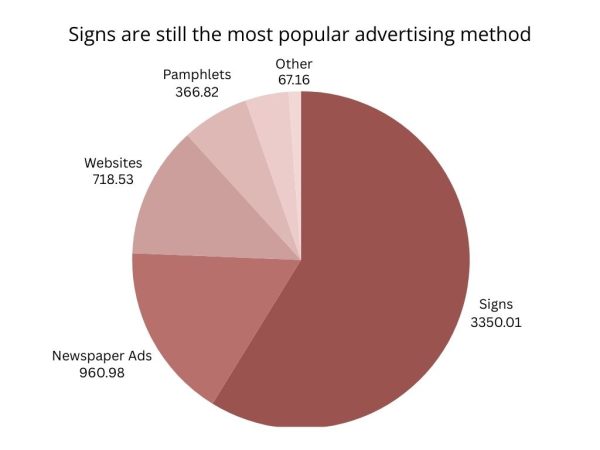 Signs are still the most popular advertising method
Other
67.16
Pamphlets
366.82
Websites
718.53
Signs
3350.01
Newspaper Ads
960.98